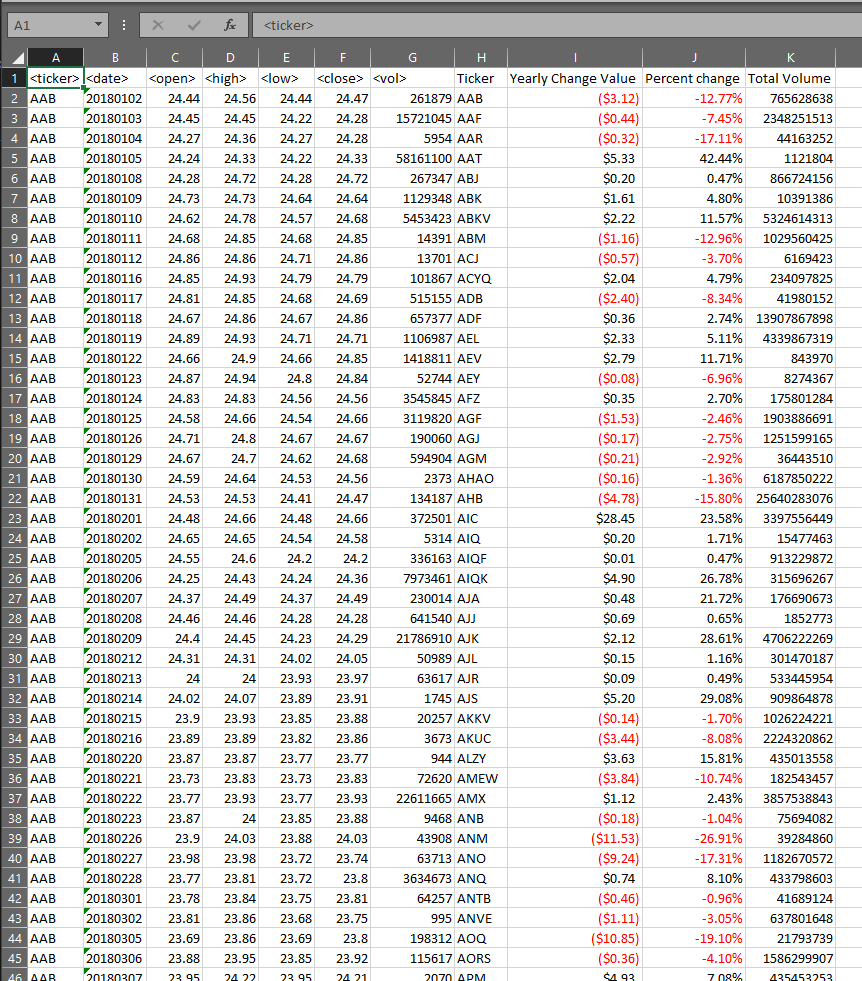 A1 fx <ticker>
A B C D E F G H I J K
1 <ticker> <date> <open> <high> <low> <close> <vol> Ticker Yearly Change Value Percent change Total Volume
2 AAB 20180102 24.44 24.56 24.44 24.47 261879 AAB ($3.12) -12.77% 765628638
3 AAB 20180103 24.45 24.45 24.22 24.28 15721045 AAF ($0.44) -7.45% 2348251513
4 AAB 20180104 24.27 24.36 24.27 24.28 5954 AAR ($0.32) -17.11% 44163252
5 AAB 20180105 24.24 24.33 24.22 24.33 58161100 AAT $5.33 42.44% 1121804
6 AAB 20180108 24.28 24.72 24.28 24.72 267347 ABJ $0.20 0.47% 866724156
7 AAB 20180109 24.73 24.73 24.64 24.64 1129348 ABK $1.61 4.80% 10391386
8 AAB 20180110 24.62 24.78 24.57 24.68 5453423 ABKV $2.22 11.57% 5324614313
9 AAB 20180111 24.68 24.85 24.68 24.85 14391 ABM ($1.16) -12.96% 1029560425
10 AAB 20180112 24.86 24.86 24.71 24.86 13701 ACJ ($0.57) -3.70% 6169423
11 AAB 20180116 24.85 24.93 24.79 24.79 101867 ACYQ $2.04 4.79% 234097825
12 AAB 20180117 24.81 24.85 24.68 24.69 515155 ADB ($2.40) -8.34% 41980152
13 AAB 20180118 24.67 24.86 24.67 24.86 657377 ADF $0.36 2.74% 13907867898
14 AAB 20180119 24.89 24.93 24.71 24.71 1106987 AEL $2.33 5.11% 4339867319
15 AAB 20180122 24.66 24.9 24.66 24.85 1418811 AEV $2.79 11.71% 843970
16 AAB 20180123 24.87 24.94 24.8 24.84 52744 AEY ($0.08) -6.96% 8274367
17 AAB 20180124 24.83 24.83 24.56 24.56 3545845 AFZ $0.35 2.70% 175801284
18 AAB 20180125 24.58 24.66 24.54 24.66 3119820 AGF ($1.53) -2.46% 1903886691
19 AAB 20180126 24.71 24.8 24.67 24.67 190060 AGJ ($0.17) -2.75% 1251599165
20 AAB 20180129 24.67 24.7 24.62 24.68 594904 AGM ($0.21) -2.92% 36443510
21 AAB 20180130 24.59 24.64 24.53 24.56 2373 AHAO ($0.16) -1.36% 6187850222
22 AAB 20180131 24.53 24.53 24.41 24.47 134187 AHB ($4.78) -15.80% 25640283076
23 AAB 20180201 24.48 24.66 24.48 24.66 372501 AIC $28.45 23.58% 3397556449
24 AAB 20180202 24.65 24.65 24.54 24.58 5314 AIQ $0.20 1.71% 15477463
25 AAB 20180205 24.55 24.6 24.2 24.2 336163 AIQF $0.01 0.47% 913229872
26 AAB 20180206 24.25 24.43 24.24 24.36 7973461 AIQK $4.90 26.78% 315696267
27 AAB 20180207 24.37 24.49 24.37 24.49 230014 AJA $0.48 21.72% 176690673
28 AAB 20180208 24.46 24.46 24.28 24.28 641540 AJJ $0.69 0.65% 1852773
29 AAB 20180209 24.4 24.45 24.23 24.29 21786910 AJK $2.12 28.61% 4706222269
30 AAB 20180212 24.31 24.31 24.02 24.05 50989 AJL $0.15 1.16% 301470187
31 AAB 20180213 24 24 23.93 23.97 63617 AJR $0.09 0.49% 533445954
32 AAB 20180214 24.02 24.07 23.89 23.91 1745 AJS $5.20 29.08% 909864878
33 AAB 20180215 23.9 23.93 23.85 23.88 20257 AKKV ($0.14) -1.70% 1026224221
34 AAB 20180216 23.89 23.89 23.82 23.86 3673 AKUC ($3.44) -8.08% 2224320862
35 AAB 20180220 23.87 23.87 23.77 23.77 944 ALZY $3.63 15.81% 435013558
36 AAB 20180221 23.73 23.83 23.73 23.83 72620 AMEW ($3.84) -10.74% 182543457
37 AAB 20180222 23.77 23.93 23.77 23.93 22611665 AMX $1.12 2.43% 3857538843
38 AAB 20180223 23.87 24 23.85 23.88 9468 ANB ($0.18) -1.04% 75694082
39 AAB 20180226 23.9 24.03 23.88 24.03 43908 ANM ($11.53) -26.91% 39284860
40 AAB 20180227 23.98 23.98 23.72 23.74 63713 ANO ($9.24) -17.31% 1182670572
41 AAB 20180228 23.77 23.81 23.72 23.8 3634673 ANQ $0.74 8.10% 433798603
42 AAB 20180301 23.78 23.84 23.75 23.81 64257 ANTB ($0.46) -0.96% 41689124
43 AAB 20180302 23.81 23.86 23.68 23.75 995 ANVE ($1.11) -3.05% 637801648
44 AAB 20180305 23.69 23.86 23.69 23.8 198312 AOQ ($10.85) -19.10% 21793739
45 AAB 20180306 23.88 23.95 23.85 23.92 115617 AORS ($0.36) -4.10% 1586299907
46 AAB 20180307 23.95 24.22 23.95 24.21 2070 APM $4.93 7.08% 435453253